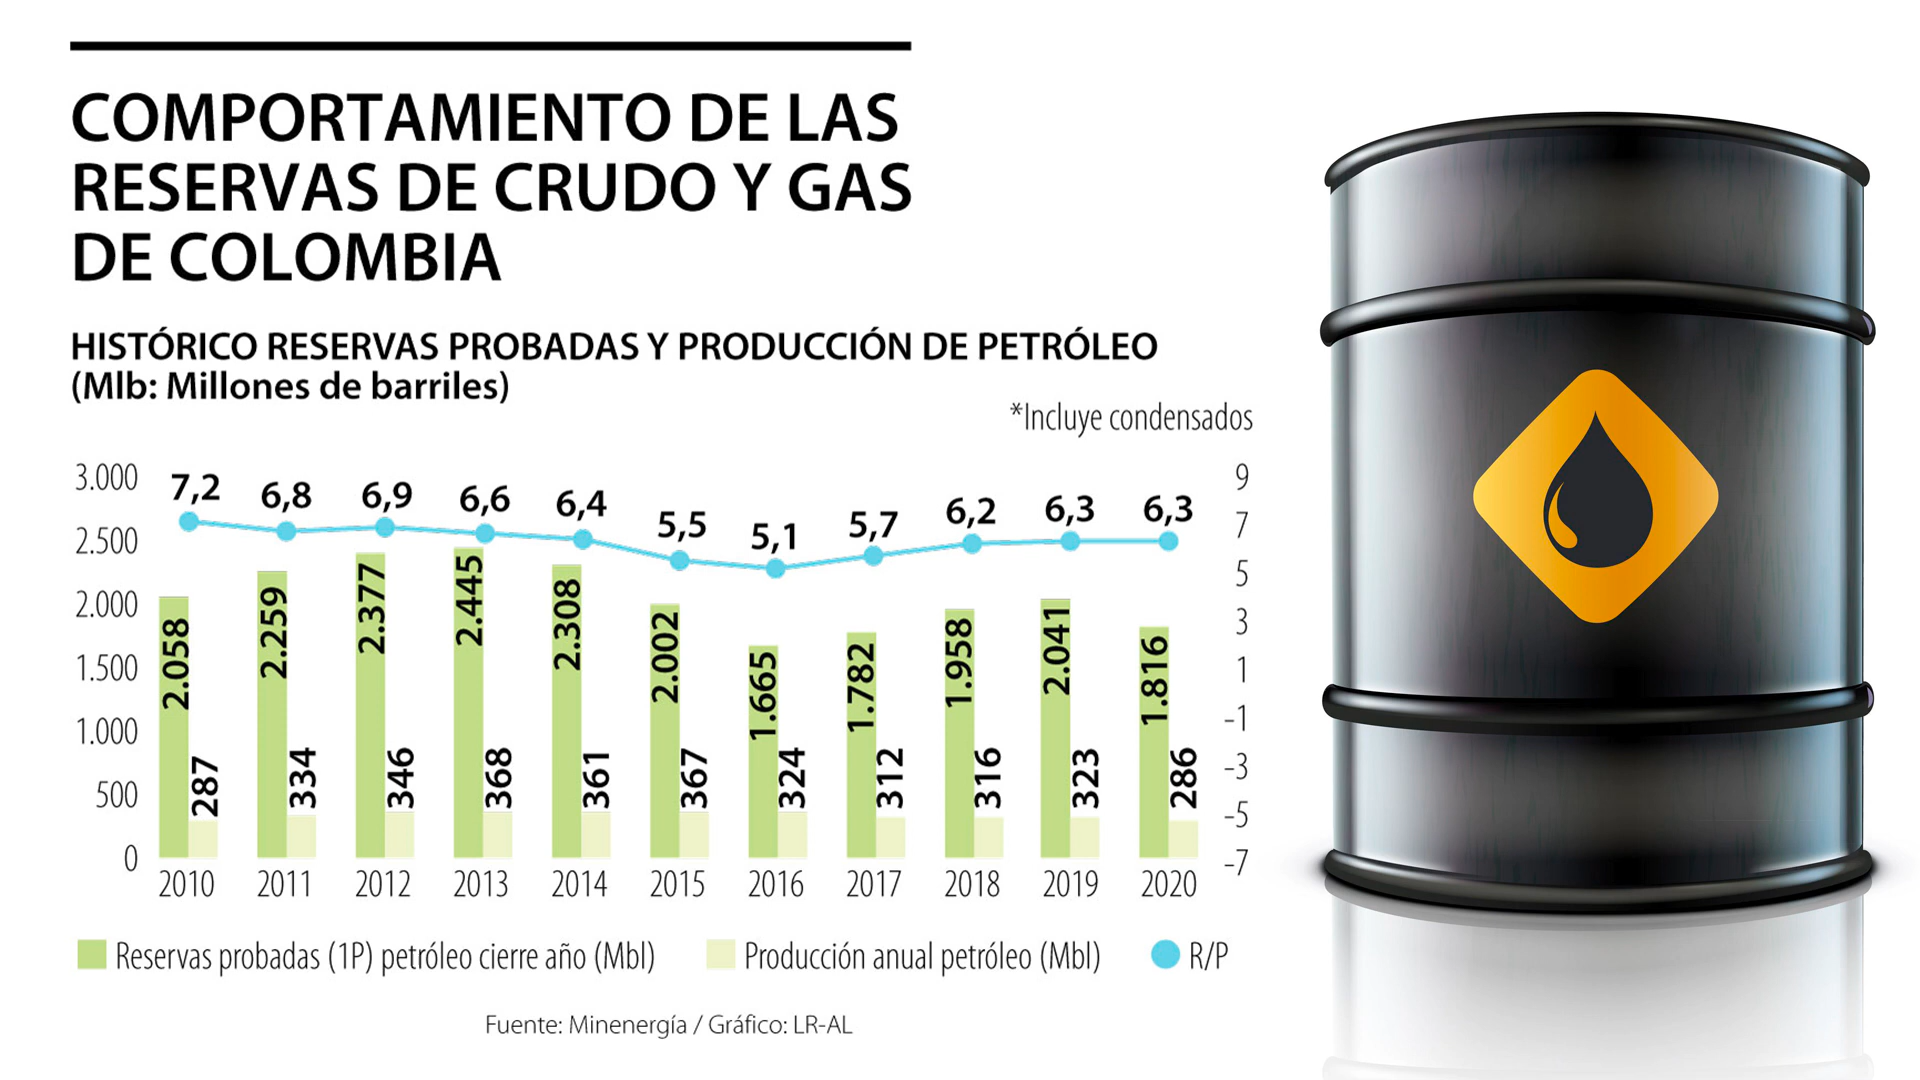 COMPORTAMIENTO DE LAS
RESERVAS DE CRUDO Y GAS
DE COLOMBIA
HISTÓRICO RESERVAS PROBADAS Y PRODUCCIÓN DE PETRÓLEO
(Mlb: Millones de barriles)
*Incluye condensados
3.000
2.500
2.000
1.500
1.000
500
0
7,2 6,8 6,9 6,6 6,4 5,5 5,1 5,7 6,2 6,3 6,3
2.058 2.259 2.377 2.445 2.308 2.002 1.665 1.782 1.958 2.041 1.816
287 334 346 368 361 367 324 312 316 323 286
9
7
5
3
1
-1
-3
-5
-7
2010 2011 2012 2013 2014 2015 2016 2017 2018 2019 2020
Reservas probadas (1P) petróleo cierre año (Mbl) Producción anual petróleo (Mbl) R/P
Fuente: Minenergía / Gráfico: LR-AL